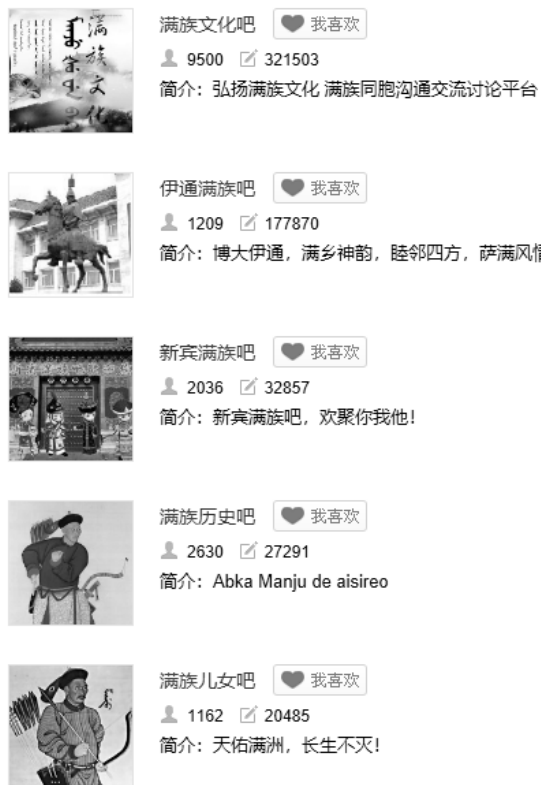 满族文化
满族文化吧 我喜欢
9500 321503
简介：弘扬满族文化 满族同胞沟通交流讨论平台
伊通满族吧 我喜欢
1209 177870
简介：博大伊通，满乡神韵，睦邻四方，萨满风情
新宾满族吧 我喜欢
2036 32857
简介：新宾满族吧，欢聚你我他！
满族历史吧 我喜欢
2630 27291
简介：Abka Manju de aisireo
满族儿女吧 我喜欢
1162 20485
简介：天佑满洲，长生不灭！